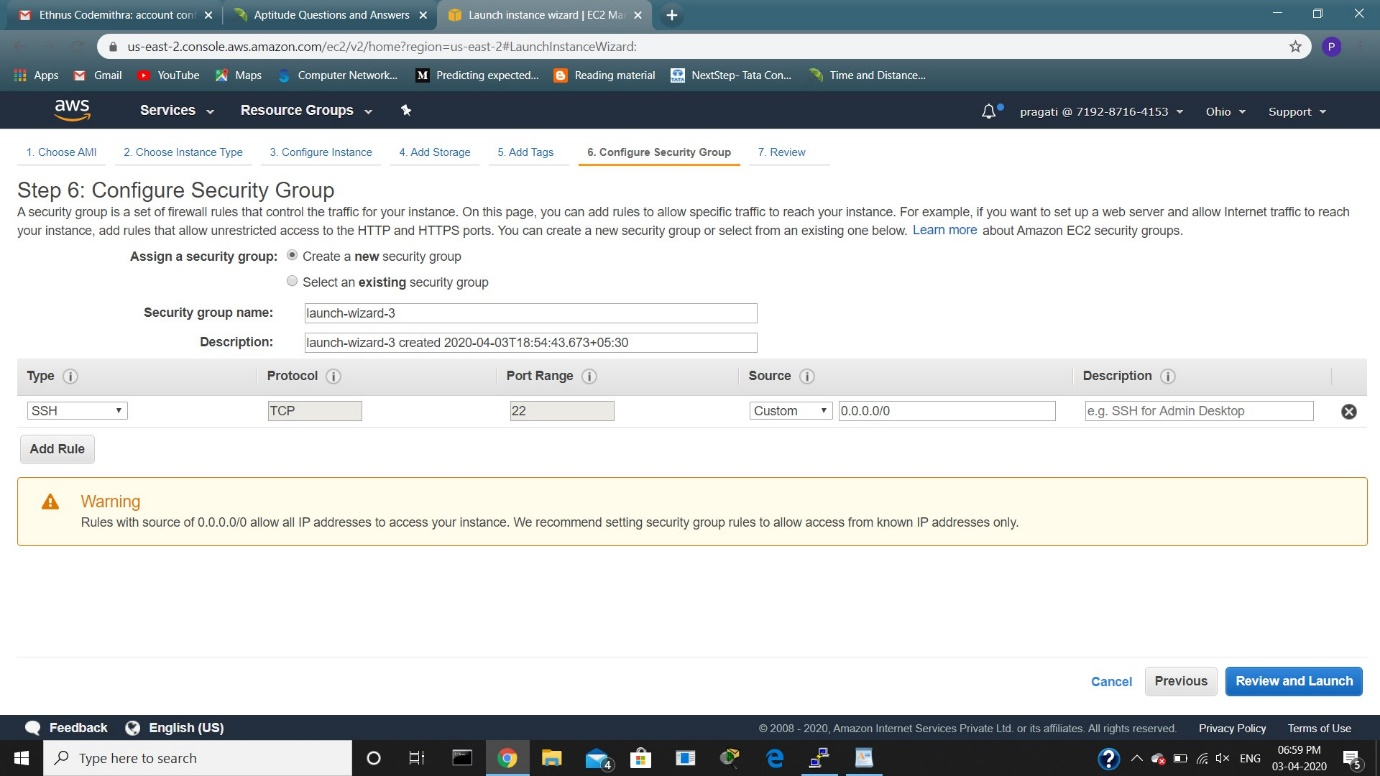 Ethnus Codemithra: account con
Aptitude Questions and Answers
Launch instance wizard | EC2 Ma
us-east-2.console.aws.amazon.com/ec2/v2/home?region=us-east-2#LaunchInstanceWizard:
P
Apps Gmail YouTube Maps Computer Network... M Predicting expected... Reading material TATA NextStep- Tata Con... Time and Distance...
aws Services Resource Groups pragati @ 7192-8716-4153 Ohio Support
1. Choose AMI 2. Choose Instance Type 3. Configure Instance 4. Add Storage 5. Add Tags 6. Configure Security Group 7. Review
Step 6: Configure Security Group
A security group is a set of firewall rules that control the traffic for your instance. On this page, you can add rules to allow specific traffic to reach your instance. For example, if you want to set up a web server and allow Internet traffic to reach
your instance, add rules that allow unrestricted access to the HTTP and HTTPS ports. You can create a new security group or select from an existing one below. Learn more about Amazon EC2 security groups.
Assign a security group: Create a new security group
Select an existing security group
Security group name: launch-wizard-3
Description: launch-wizard-3 created 2020-04-03T18:54:43.673+05:30
Type i Protocol i Port Range i Source i Description i
SSH TCP 22 Custom 0.0.0.0/0 e.g. SSH for Admin Desktop
Add Rule
Warning
Rules with source of 0.0.0.0/0 allow all IP addresses to access your instance. We recommend setting security group rules to allow access from known IP addresses only.
Cancel Previous Review and Launch
Feedback English (US) © 2008 - 2020, Amazon Internet Services Private Ltd. or its affiliates. All rights reserved. Privacy Policy Terms of Use
Type here to search 4 ENG 06:59 PM
03-04-2020 5